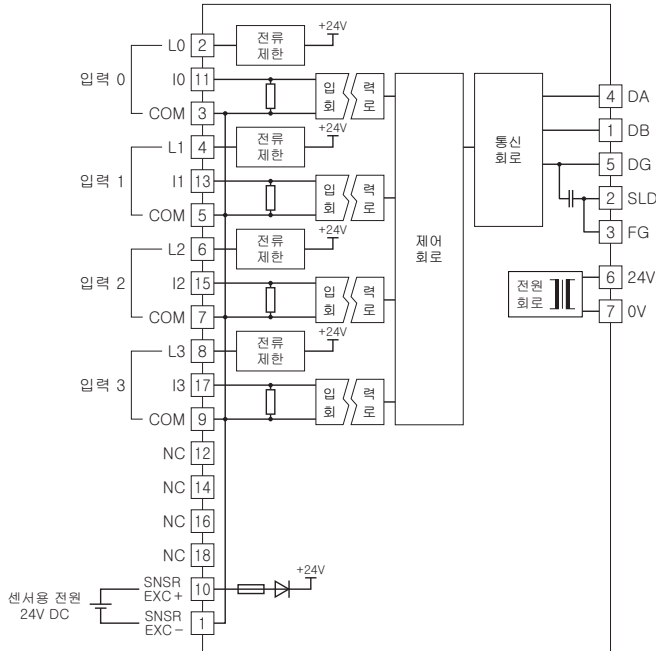 L0 2 전류 제한 +24V
입력 0
I0 11 입 력
회 로
COM 3
L1 4 전류 제한 +24V
입력 1
I1 13 입 력
회 로
COM 5
L2 6 전류 제한 +24V
입력 2
I2 15 입 력
회 로
COM 7
L3 8 전류 제한 +24V
입력 3
I3 17 입 력
회 로
COM 9
NC 12
NC 14
NC 16
NC 18
센서용 전원
24V DC
SNSR
EXC+ 10 +24V
SNSR
EXC− 1
제어
회로
통신
회로
4 DA
1 DB
5 DG
2 SLD
3 FG
전원
회로
6 24V
7 0V